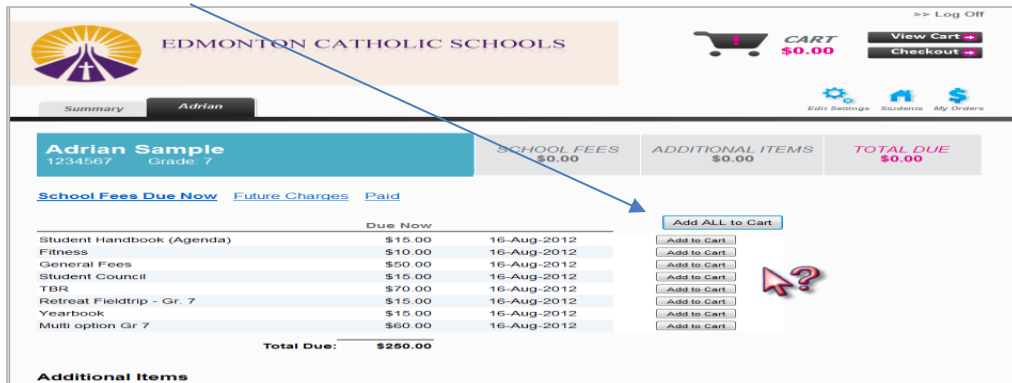 >> Log Off
EDMONTON CATHOLIC SCHOOLS
CART
$0.00
View Cart
Checkout
Summary
Adrian
Edit Settings
Students
My Orders
Adrian Sample
1234567 Grade: 7
SCHOOL FEES
$0.00
ADDITIONAL ITEMS
$0.00
TOTAL DUE
$0.00
School Fees Due Now Future Charges Paid
Add ALL to Cart
Due Now
Student Handbook (Agenda) $15.00 16-Aug-2012 Add to Cart
Fitness $10.00 16-Aug-2012 Add to Cart
General Fees $50.00 16-Aug-2012 Add to Cart
Student Council $15.00 16-Aug-2012 Add to Cart
TBR $70.00 16-Aug-2012 Add to Cart
Retreat Fieldtrip - Gr. 7 $15.00 16-Aug-2012 Add to Cart
Yearbook $15.00 16-Aug-2012 Add to Cart
Multi option Gr 7 $60.00 16-Aug-2012 Add to Cart
Total Due: $250.00
Additional Items